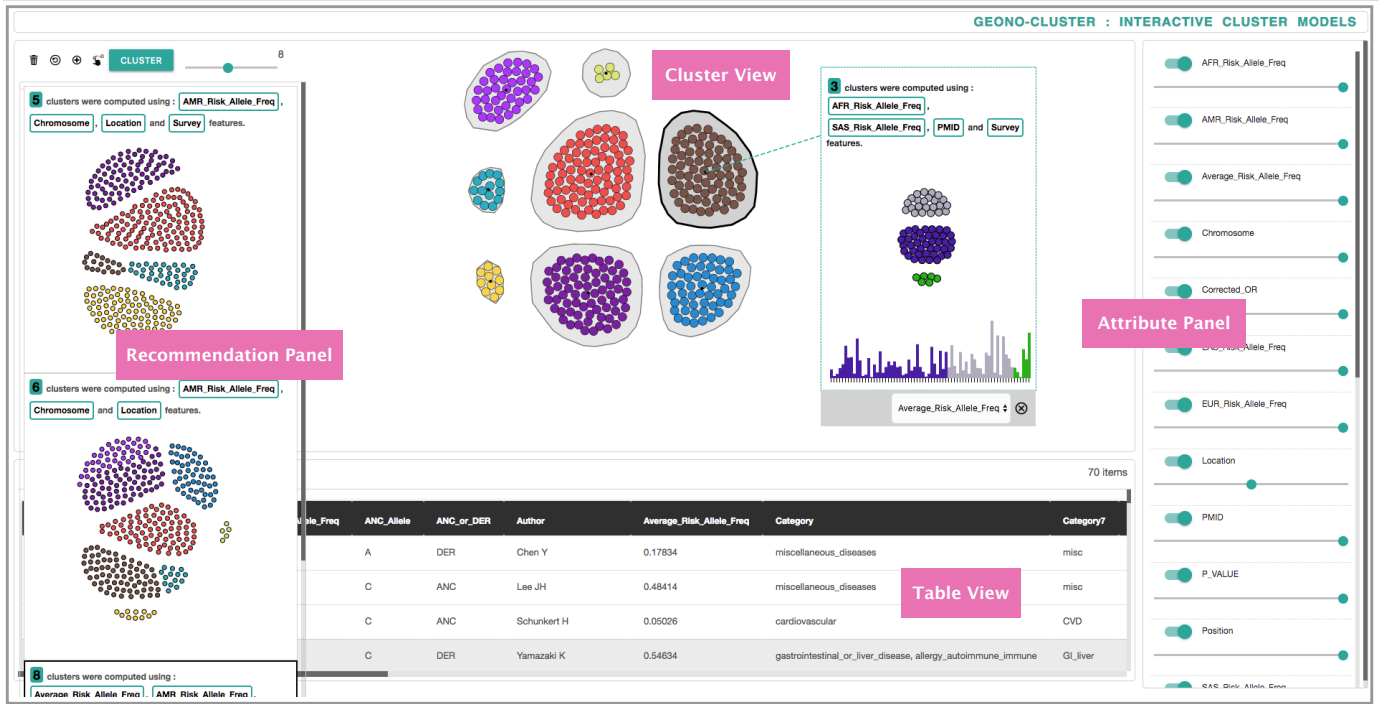 GEONO-CLUSTER : INTERACTIVE CLUSTER MODELS
CLUSTER
8
5 clusters were computed using : AMR_Risk_Allele_Freq ,
Chromosome , Location and Survey features.
Recommendation Panel
6 clusters were computed using : AMR_Risk_Allele_Freq ,
Chromosome and Location features.
8 clusters were computed using :
Average_Risk_Allele_Freq , AMR_Risk_Allele_Freq ,
Cluster View
3 clusters were computed using :
AFR_Risk_Allele_Freq ,
SAS_Risk_Allele_Freq , PMID and Survey
features.
Average_Risk_Allele_Freq
70 items
Allele_Freq ANC_Allele ANC_or_DER Author Average_Risk_Allele_Freq Category Category7
A DER Chen Y 0.17834 miscellaneous_diseases misc
C ANC Lee JH 0.48414 miscellaneous_diseases misc
C ANC Schunkert H 0.05026 cardiovascular CVD
C DER Yamazaki K 0.54634 gastrointestinal_or_liver_disease, allergy_autoimmune_immune GI_liver
Table View
AFR_Risk_Allele_Freq
AMR_Risk_Allele_Freq
Average_Risk_Allele_Freq
Chromosome
Corrected_OR
Attribute Panel
EAS_Risk_Allele_Freq
EUR_Risk_Allele_Freq
Location
PMID
P_VALUE
Position
SAS_Risk_Allele_Freq